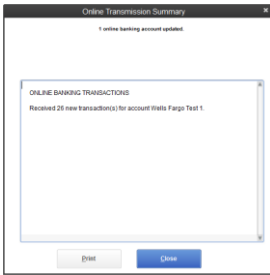 Online Transmission Summary
1 online banking account updated.
ONLINE BANKING TRANSACTIONS
Received 26 new transaction(s) for account Wells Fargo Test 1.
Print
Close